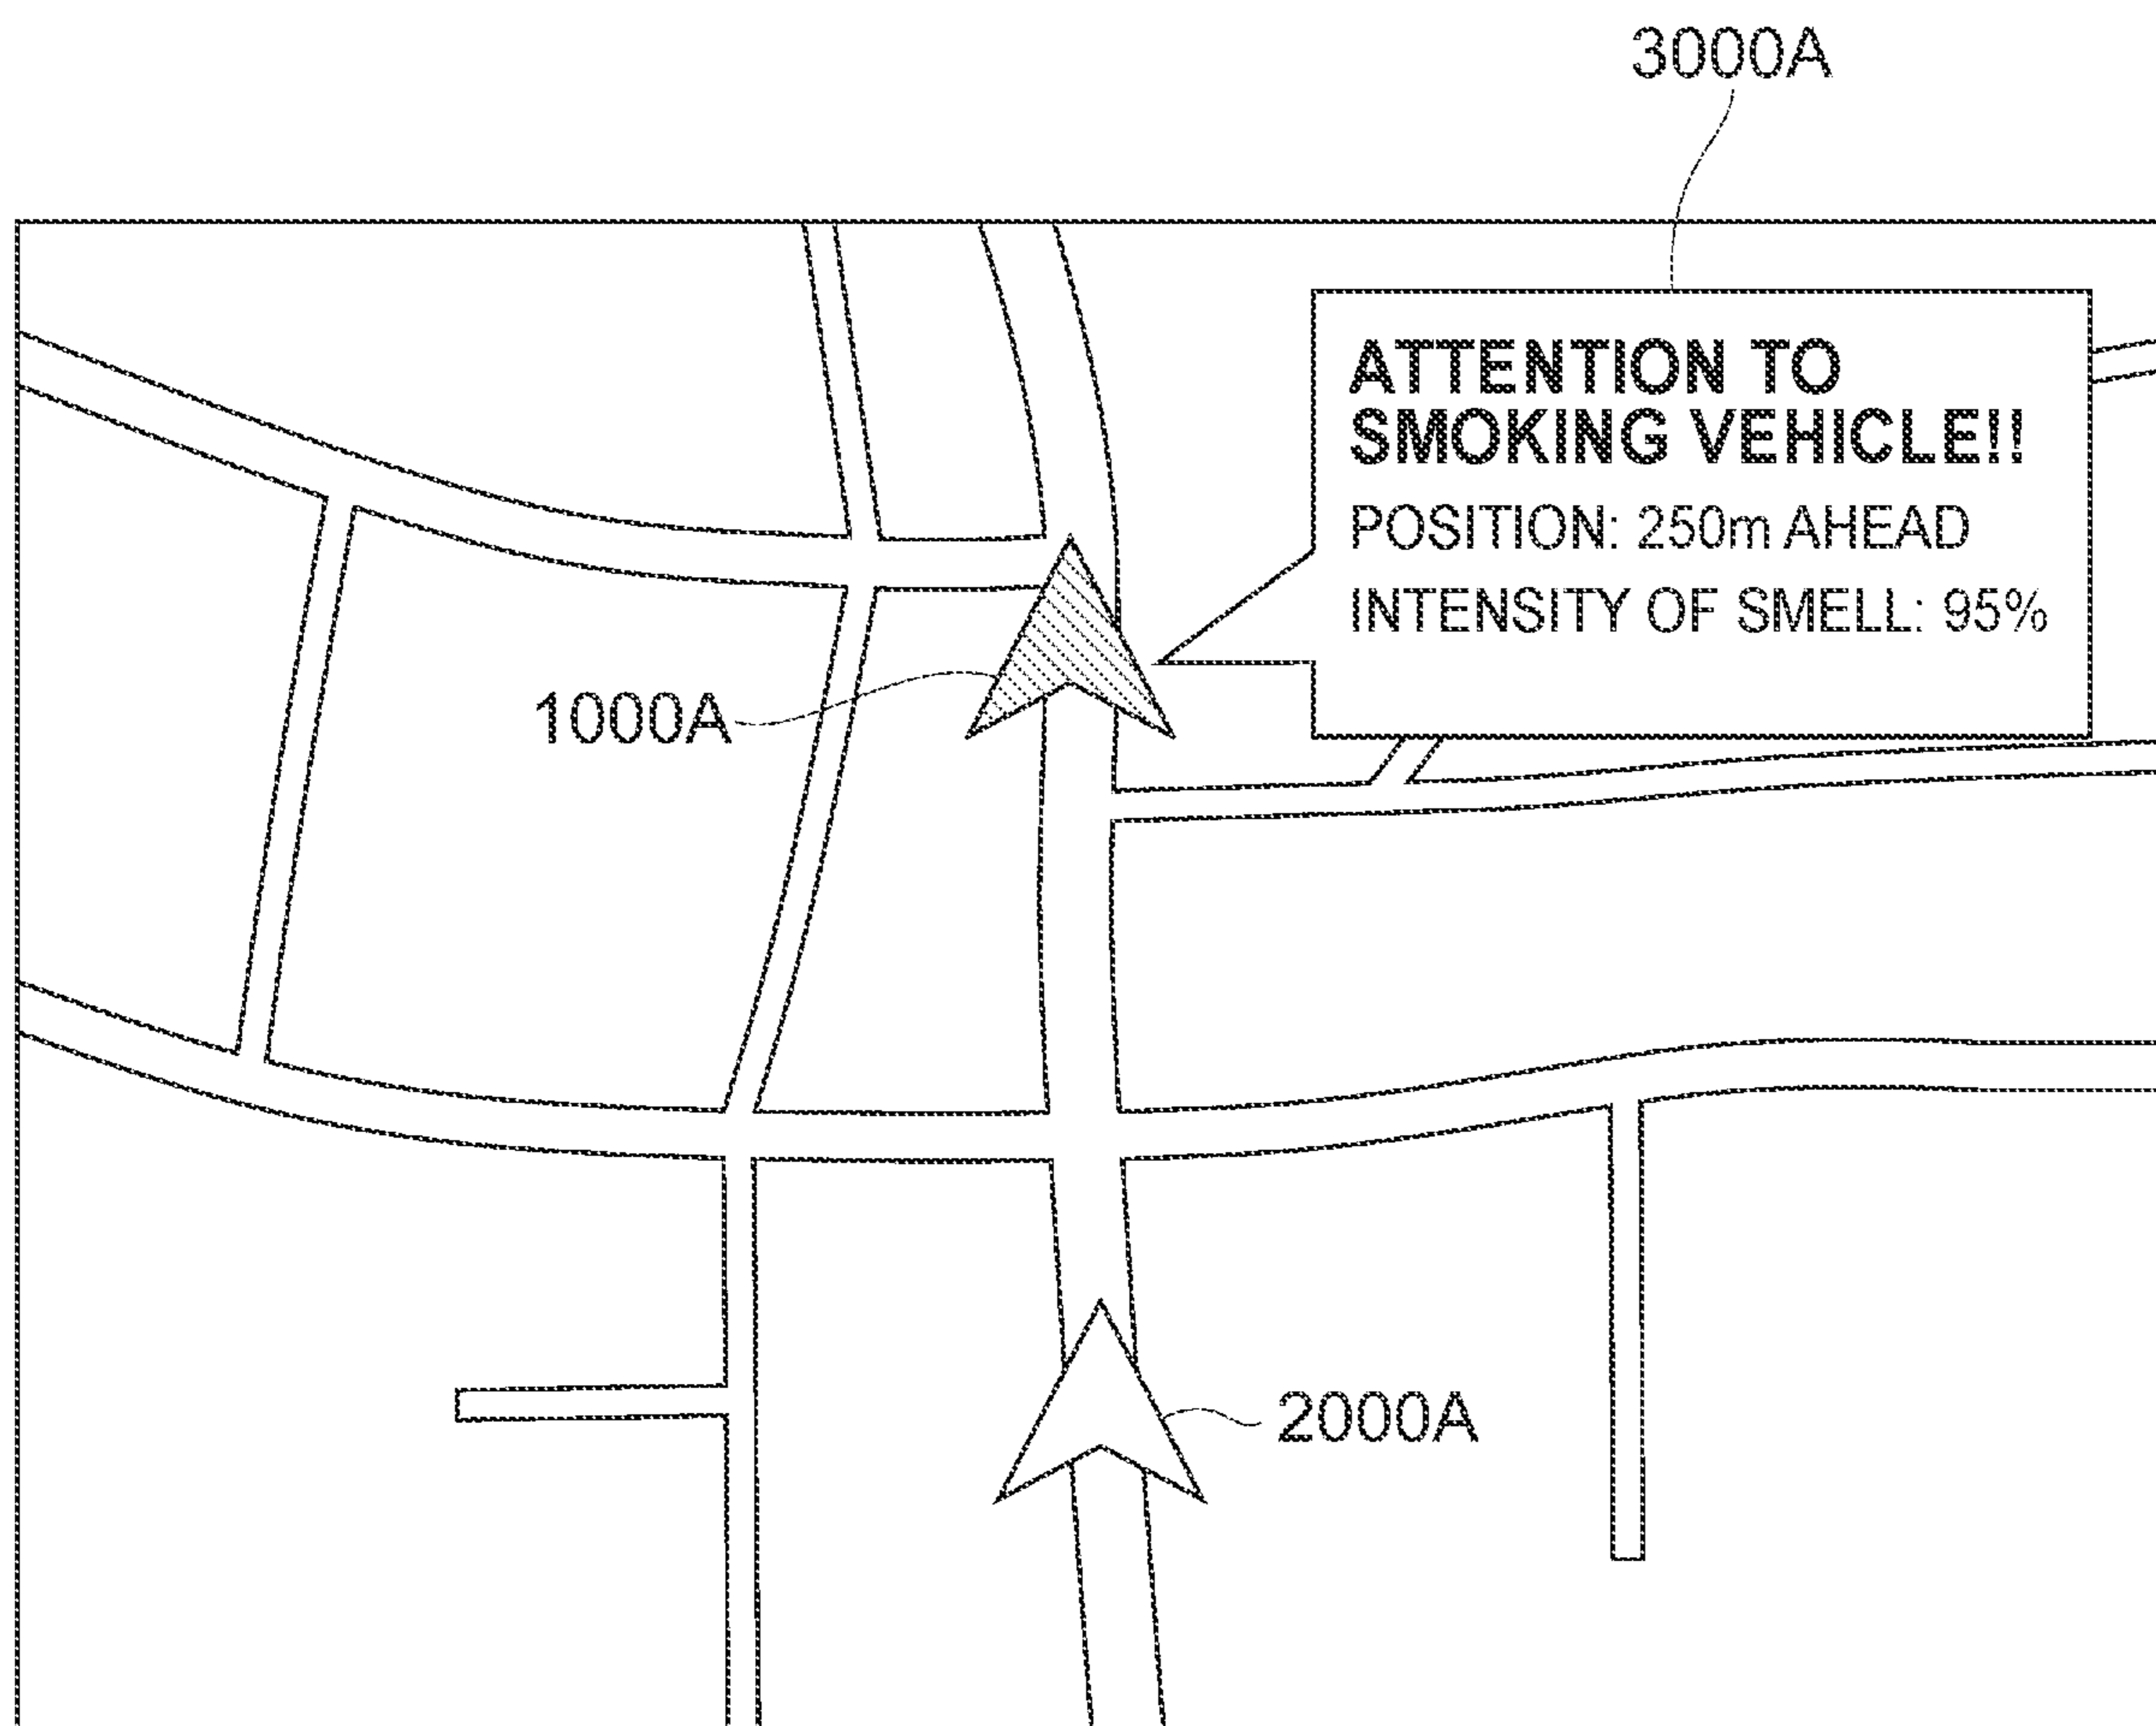 3000A
ATTENTION TO
SMOKING VEHICLE!!
POSITION: 250m AHEAD
INTENSITY OF SMELL: 95%
1000A
2000A